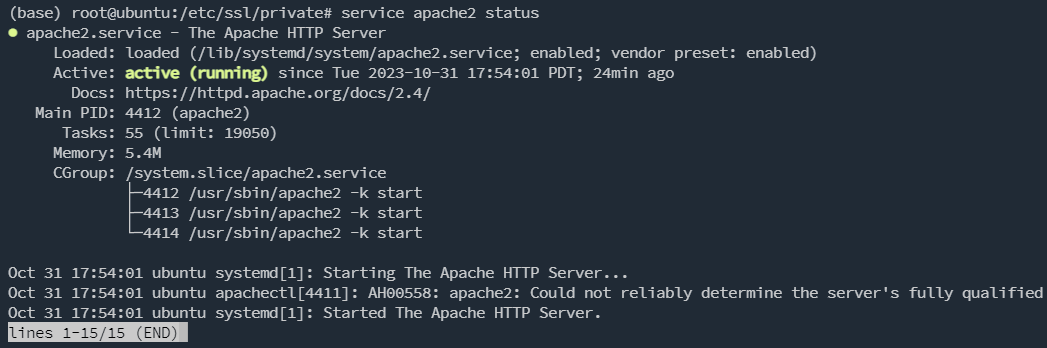 (base) root@ubuntu:/etc/ssl/private# service apache2 status
● apache2.service - The Apache HTTP Server
     Loaded: loaded (/lib/systemd/system/apache2.service; enabled; vendor preset: enabled)
     Active: active (running) since Tue 2023-10-31 17:54:01 PDT; 24min ago
       Docs: https://httpd.apache.org/docs/2.4/
   Main PID: 4412 (apache2)
      Tasks: 55 (limit: 19050)
     Memory: 5.4M
     CGroup: /system.slice/apache2.service
             ├─4412 /usr/sbin/apache2 -k start
             ├─4413 /usr/sbin/apache2 -k start
             └─4414 /usr/sbin/apache2 -k start
Oct 31 17:54:01 ubuntu systemd[1]: Starting The Apache HTTP Server...
Oct 31 17:54:01 ubuntu apachectl[4411]: AH00558: apache2: Could not reliably determine the server's fully qualified
Oct 31 17:54:01 ubuntu systemd[1]: Started The Apache HTTP Server.
lines 1-15/15 (END)